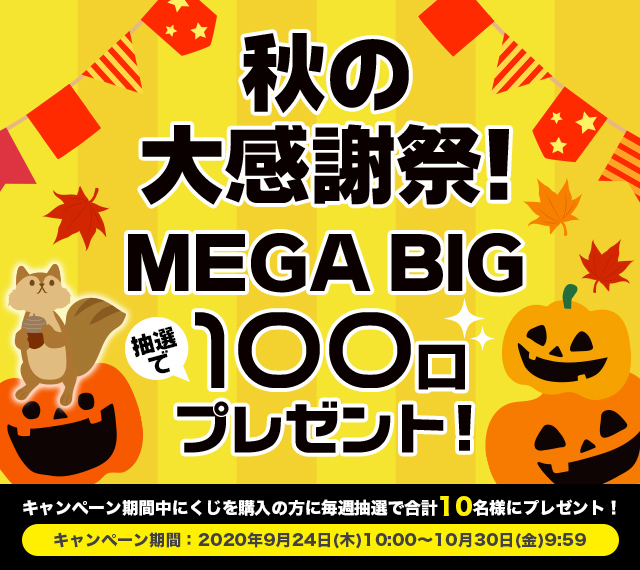 秋の
大感謝祭!
MEGA BIG
抽選で
100口
プレゼント!
キャンペーン期間中にくじを購入の方に毎週抽選で合計10名様にプレゼント!
キャンペーン期間:2020年9月24日(木)10:00〜10月30日(金)9:59